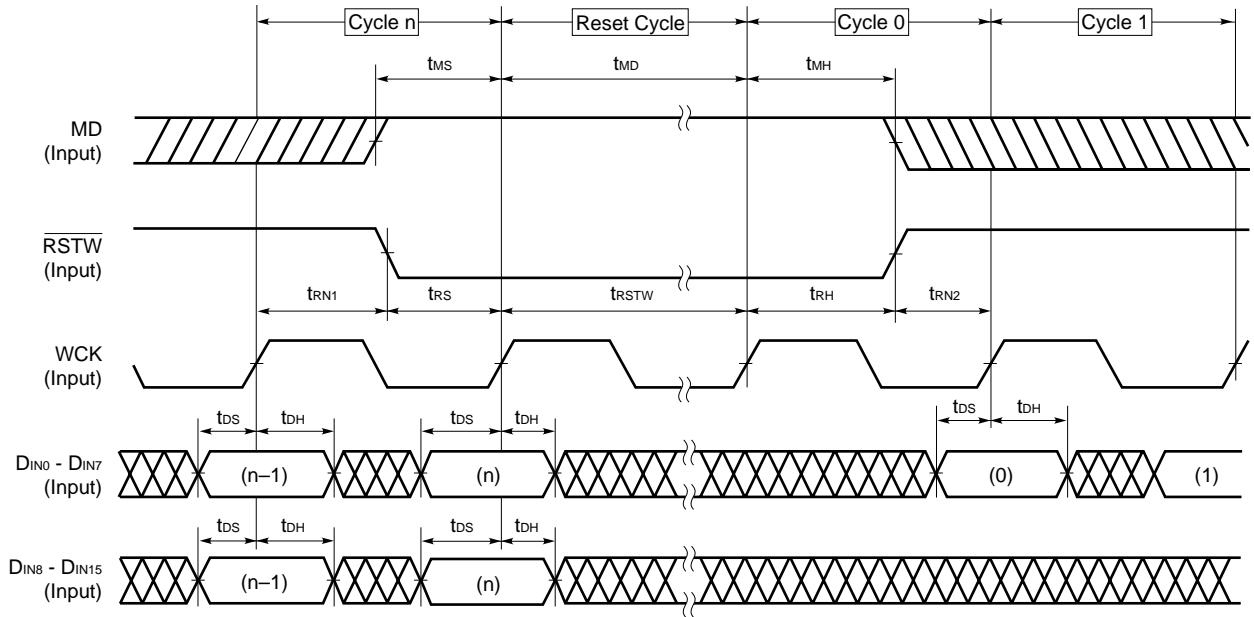 Cycle n Reset Cycle Cycle 0 Cycle 1
tMS tMD tMH
MD
(Input)
RSTW
(Input)
tRN1 tRS tRSTW tRH tRN2
WCK
(Input)
tDS tDH tDS tDH tDS tDH
DIN0 - DIN7
(Input)
(n–1) (n) (0) (1)
tDS tDH tDS tDH
DIN8 - DIN15
(Input)
(n–1) (n)